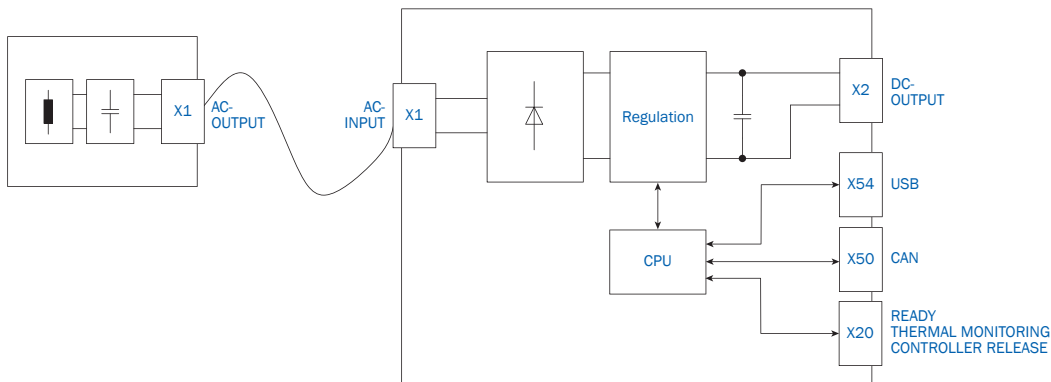 X1
AC-
OUTPUT
AC-
INPUT
X1
Regulation
CPU
X2
DC-
OUTPUT
X54
USB
X50
CAN
X20
READY
THERMAL MONITORING
CONTROLLER RELEASE